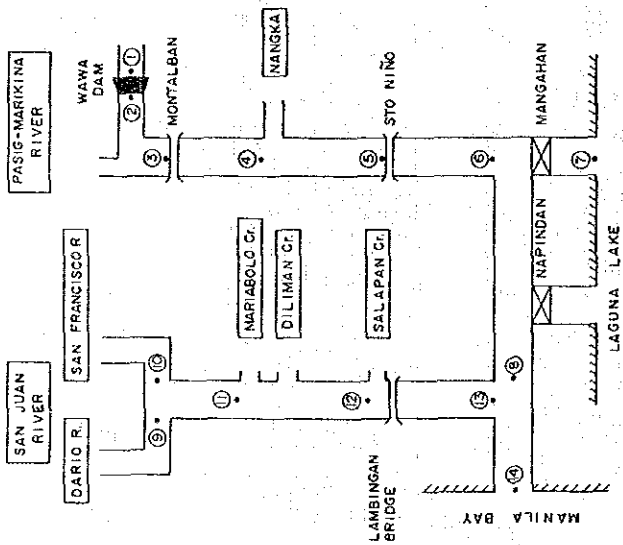 PASIG-MARIKINA
RIVER
WAWA
DAM
①
②
MONTALBAN
③
NANGKA
④
STO NIÑO
⑤
⑥
MANGAHAN
⑦
NAPINDAN
LAGUNA LAKE
SAN JUAN
RIVER
SAN FRANCISCO R
DARIO R.
⑩
⑨
MARIABOLO Cr.
DILIMAN Cr.
SALAPAN Cr.
⑪
⑫
LAMBINGAN
BRIDGE
⑬
⑧
⑭
MANILA BAY